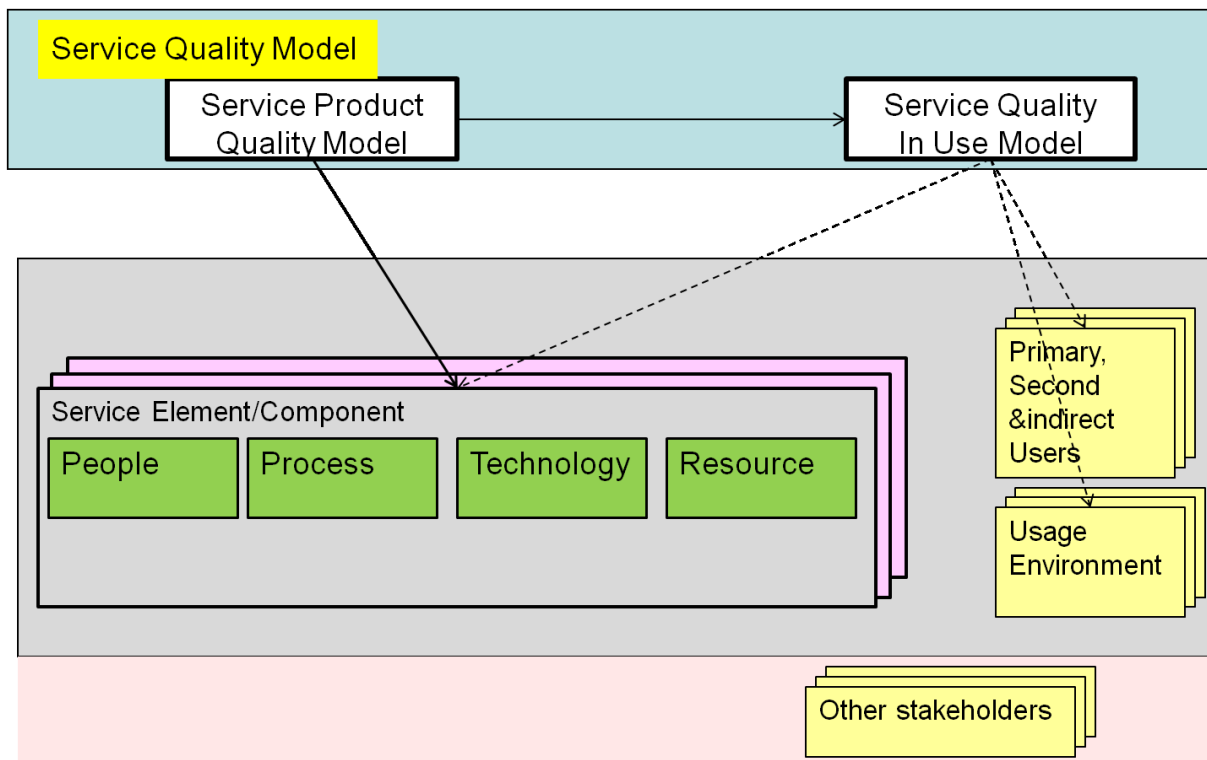 Service Quality Model
Service Product
Quality Model
Service Quality
In Use Model
Service Element/Component
People
Process
Technology
Resource
Primary,
Second
&indirect
Users
Usage
Environment
Other stakeholders